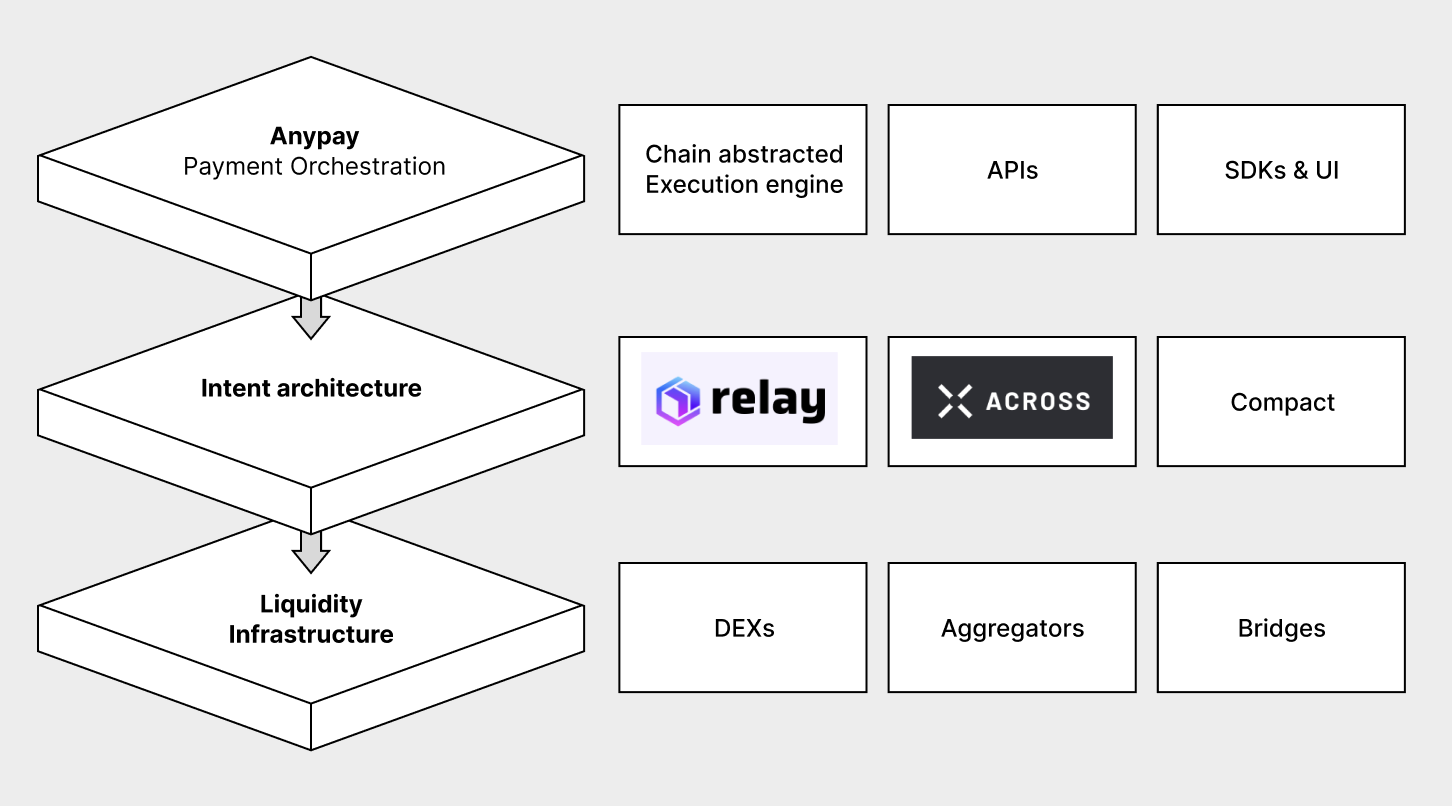 Anypay
Payment Orchestration
Chain abstracted
Execution engine
APIs
SDKs & UI
Intent architecture
relay
ACROSS
Compact
Liquidity
Infrastructure
DEXs
Aggregators
Bridges